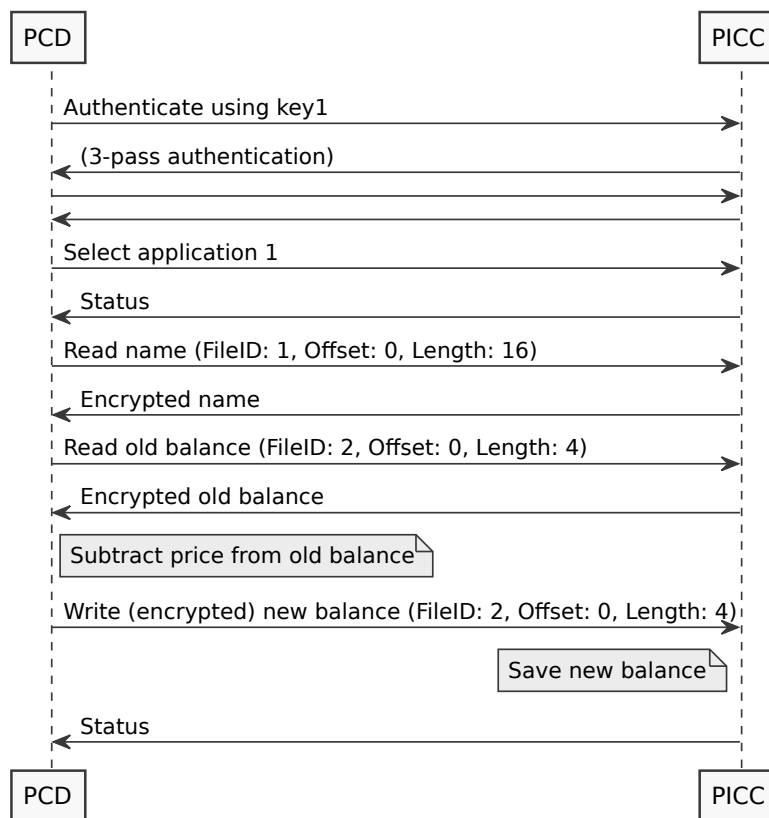 PCD
PICC
Authenticate using key1
(3-pass authentication)
Select application 1
Status
Read name (FileID: 1, Offset: 0, Length: 16)
Encrypted name
Read old balance (FileID: 2, Offset: 0, Length: 4)
Encrypted old balance
Subtract price from old balance
Write (encrypted) new balance (FileID: 2, Offset: 0, Length: 4)
Save new balance
Status
PCD
PICC